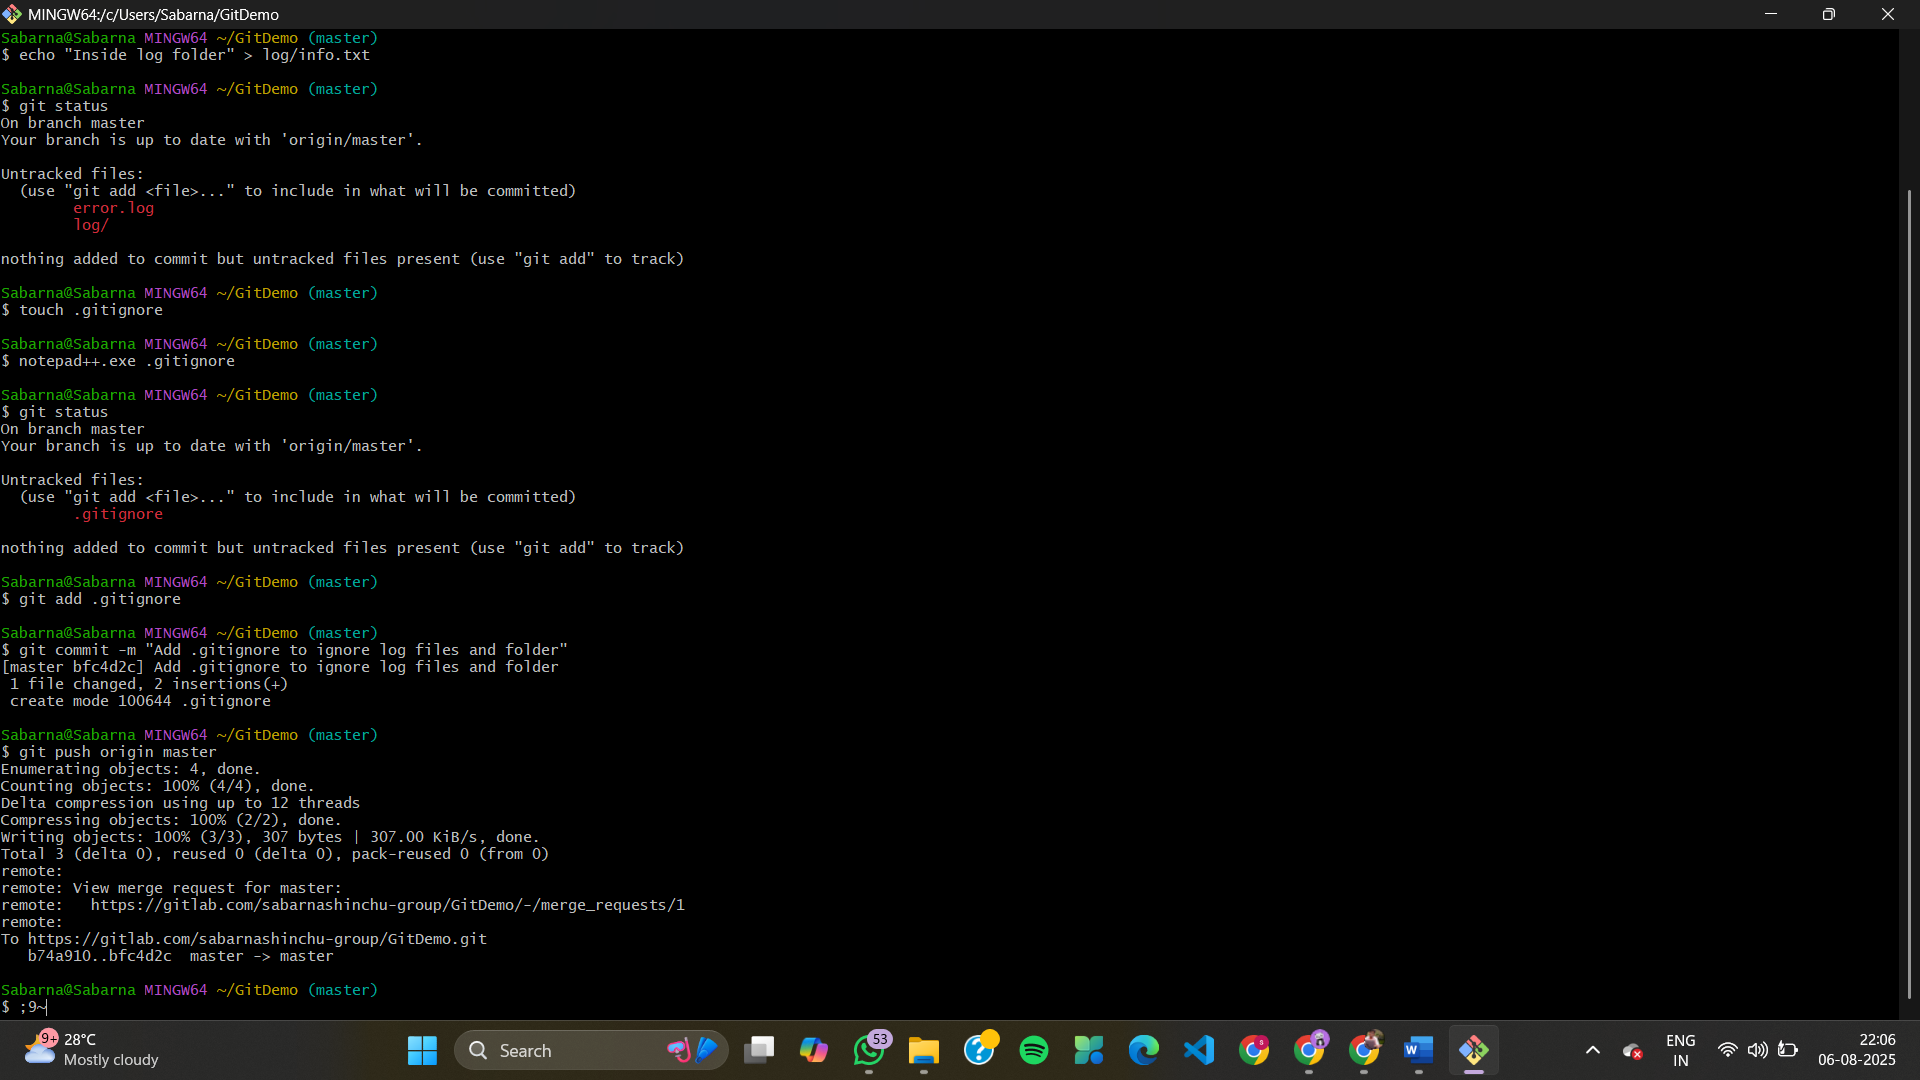 MINGW64:/c/Users/Sabarna/GitDemo
Sabarna@Sabarna MINGW64 ~/GitDemo (master)
$ echo "Inside log folder" > log/info.txt
Sabarna@Sabarna MINGW64 ~/GitDemo (master)
$ git status
On branch master
Your branch is up to date with 'origin/master'.
Untracked files:
(use "git add <file>..." to include in what will be committed)
error.log
log/
nothing added to commit but untracked files present (use "git add" to track)
Sabarna@Sabarna MINGW64 ~/GitDemo (master)
$ touch .gitignore
Sabarna@Sabarna MINGW64 ~/GitDemo (master)
$ notepad++.exe .gitignore
Sabarna@Sabarna MINGW64 ~/GitDemo (master)
$ git status
On branch master
Your branch is up to date with 'origin/master'.
Untracked files:
(use "git add <file>..." to include in what will be committed)
.gitignore
nothing added to commit but untracked files present (use "git add" to track)
Sabarna@Sabarna MINGW64 ~/GitDemo (master)
$ git add .gitignore
Sabarna@Sabarna MINGW64 ~/GitDemo (master)
$ git commit -m "Add .gitignore to ignore log files and folder"
[master bfc4d2c] Add .gitignore to ignore log files and folder
1 file changed, 2 insertions(+)
create mode 100644 .gitignore
Sabarna@Sabarna MINGW64 ~/GitDemo (master)
$ git push origin master
Enumerating objects: 4, done.
Counting objects: 100% (4/4), done.
Delta compression using up to 12 threads
Compressing objects: 100% (2/2), done.
Writing objects: 100% (3/3), 307 bytes | 307.00 KiB/s, done.
Total 3 (delta 0), reused 0 (delta 0), pack-reused 0 (from 0)
remote:
remote: View merge request for master:
remote:   https://gitlab.com/sabarnashinchu-group/GitDemo/-/merge_requests/1
remote:
To https://gitlab.com/sabarnashinchu-group/GitDemo.git
b74a910..bfc4d2c  master -> master
Sabarna@Sabarna MINGW64 ~/GitDemo (master)
$ ;9~
9+ 28°C
Mostly cloudy
Search
53
ENG
IN
22:06
06-08-2025